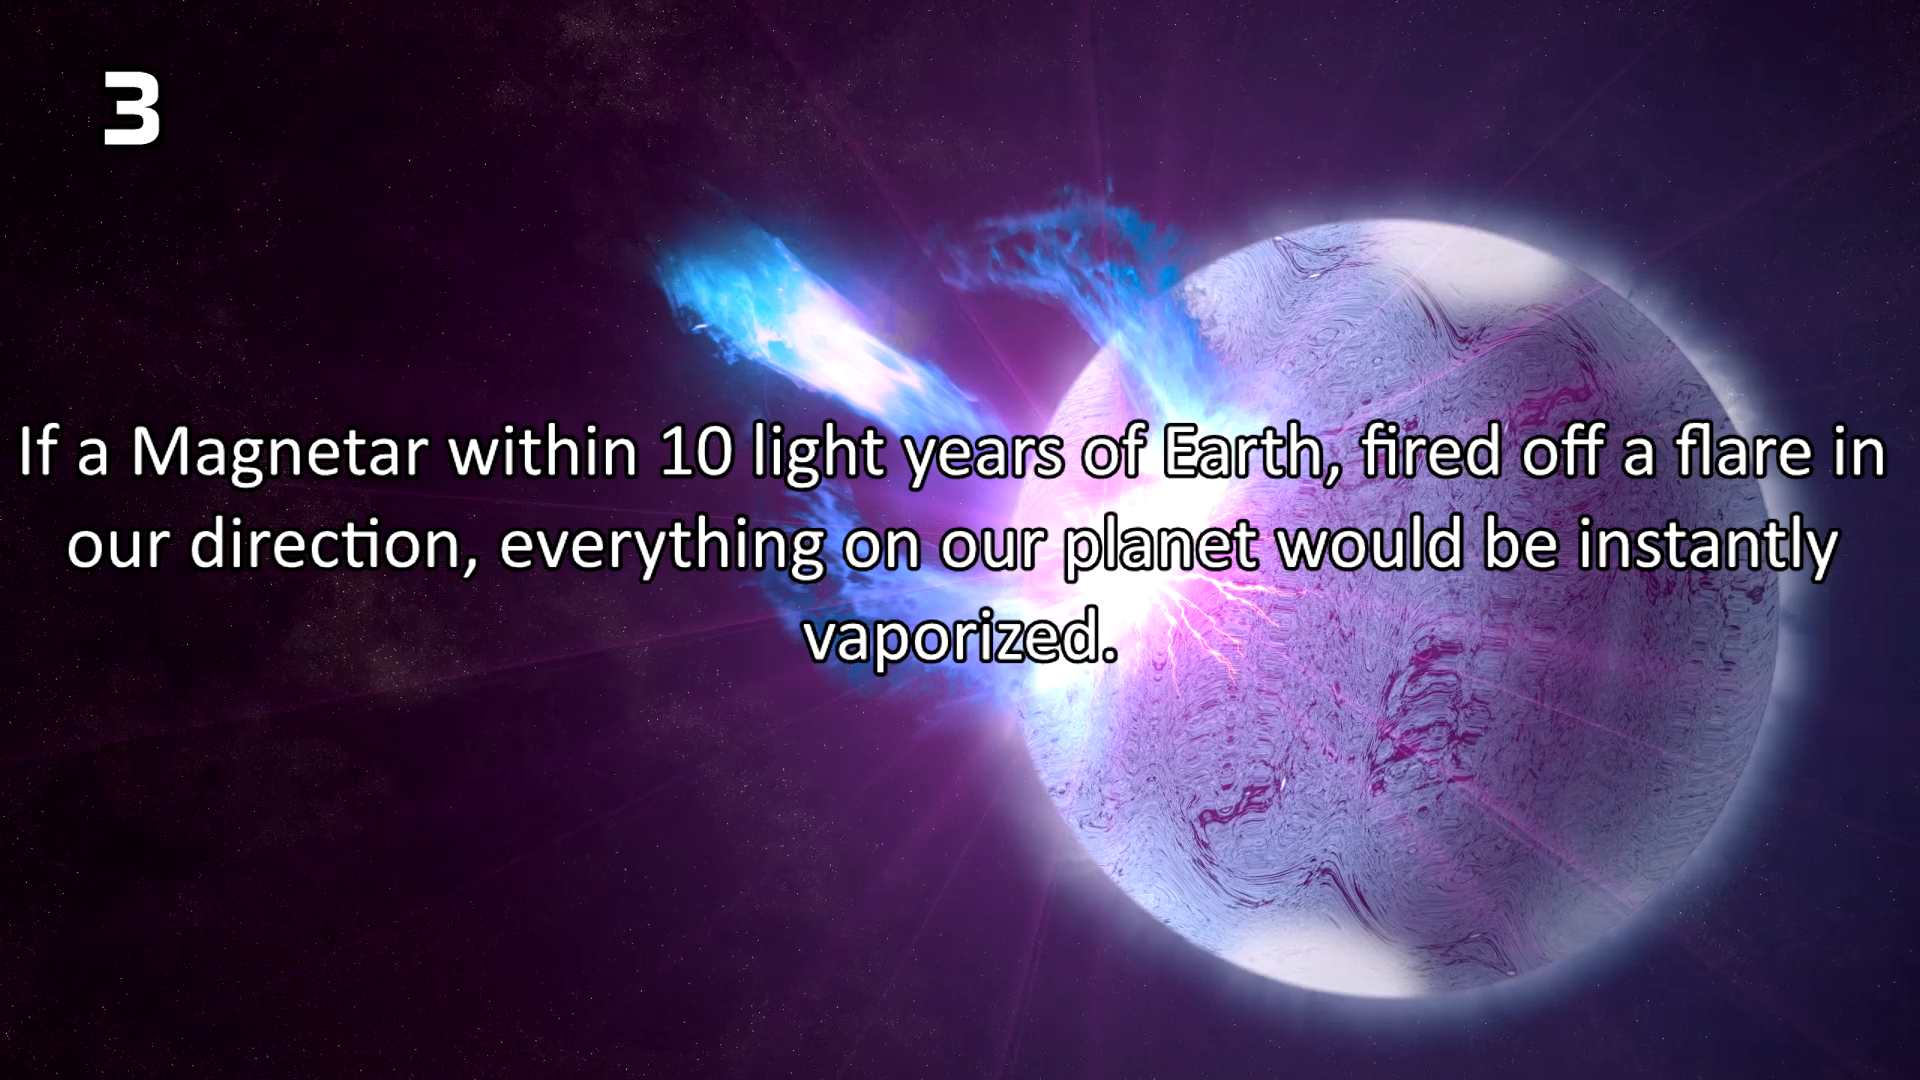 3
If a Magnetar within 10 light years of Earth, fired off a flare in
our direction, everything on our planet would be instantly
vaporized.